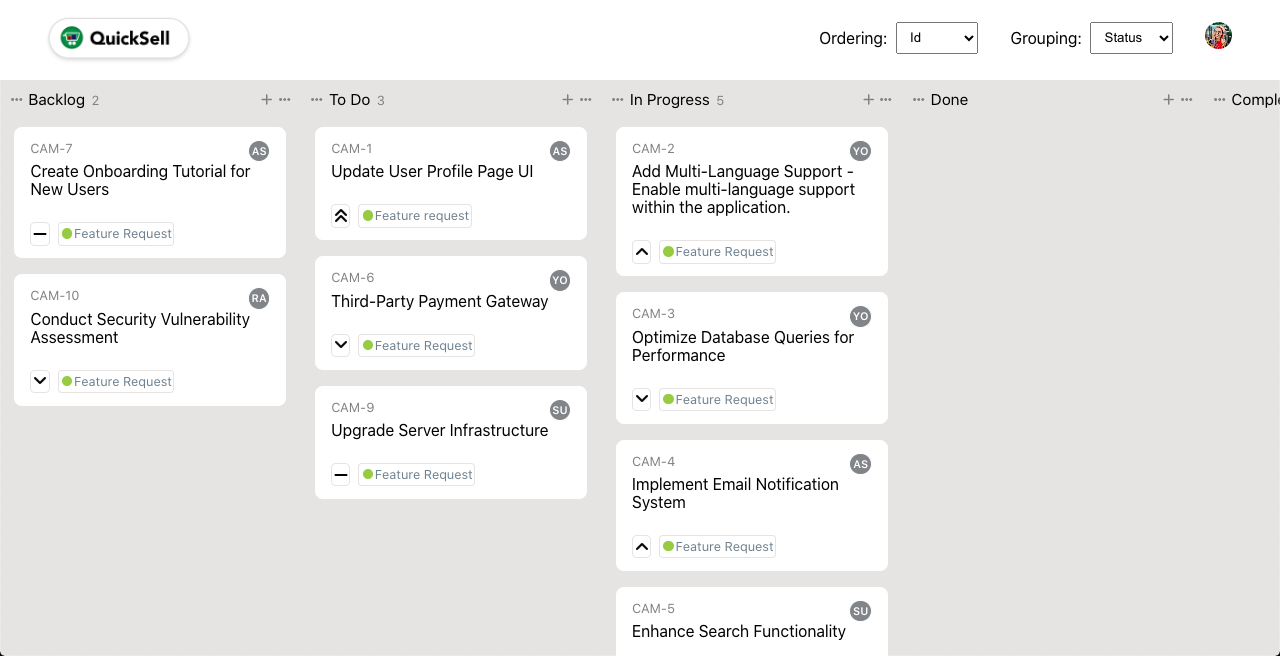 QuickSell
Ordering: Id
Grouping: Status
Backlog 2
CAM-7
AS
Create Onboarding Tutorial for
New Users
Feature Request
CAM-10
RA
Conduct Security Vulnerability
Assessment
Feature Request
To Do 3
CAM-1
AS
Update User Profile Page UI
Feature request
CAM-6
YO
Third-Party Payment Gateway
Feature Request
CAM-9
SU
Upgrade Server Infrastructure
Feature Request
In Progress 5
CAM-2
YO
Add Multi-Language Support -
Enable multi-language support
within the application.
Feature Request
CAM-3
YO
Optimize Database Queries for
Performance
Feature Request
CAM-4
AS
Implement Email Notification
System
Feature Request
CAM-5
SU
Enhance Search Functionality
Done
Comple